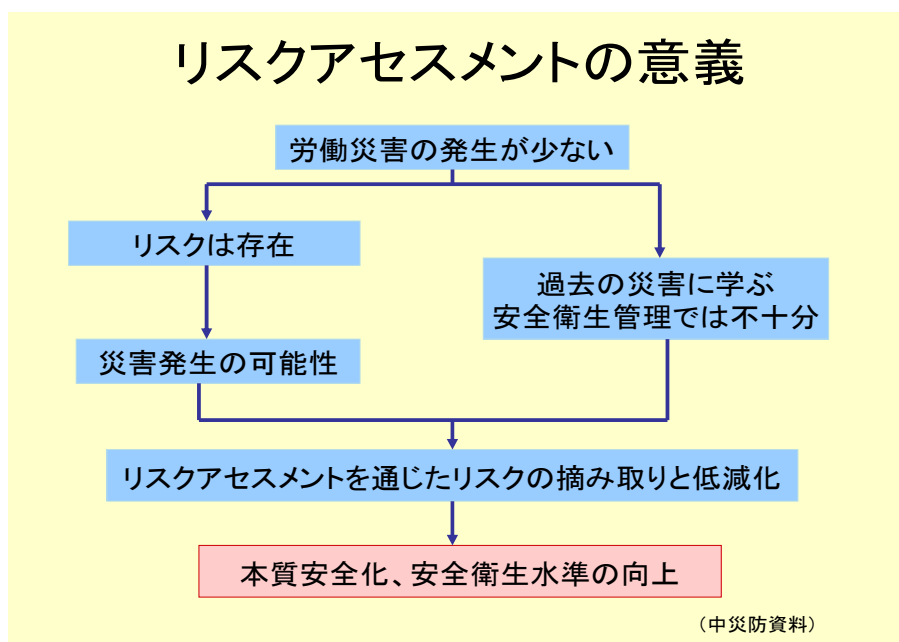 リスクアセスメントの意義
労働災害の発生が少ない
リスクは存在
過去の災害に学ぶ
安全衛生管理では不十分
災害発生の可能性
リスクアセスメントを通じたリスクの摘み取りと低減化
本質安全化、安全衛生水準の向上
（中災防資料）